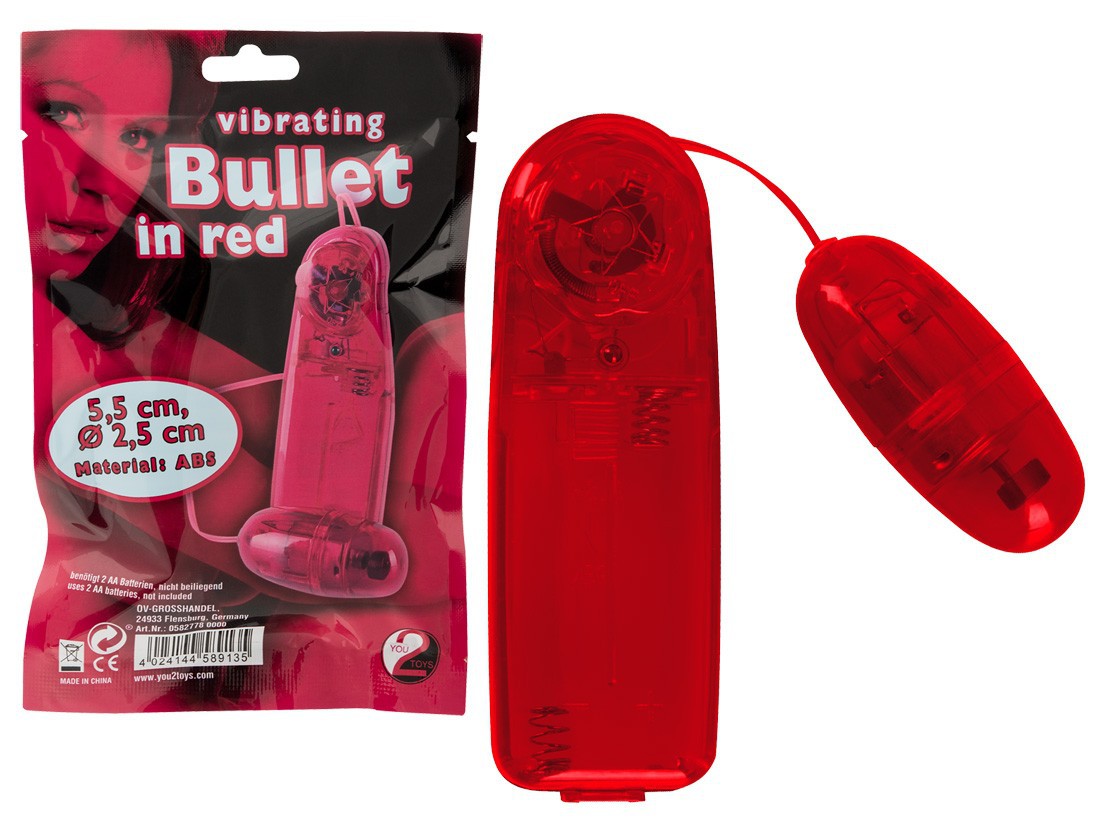 vibrating
Bullet
in red
5,5 cm,
Ø 2,5 cm
Material: ABS
benötigt 2 AA Batterien, nicht beiliegend
uses 2 AA batteries, not included
OV-GROSSHANDEL,
24933 Flensburg, Germany
Art.Nr.: 0582778 0000
CE
4 024144 589135
MADE IN CHINA
www.you2toys.com
YOU
2
TOYS